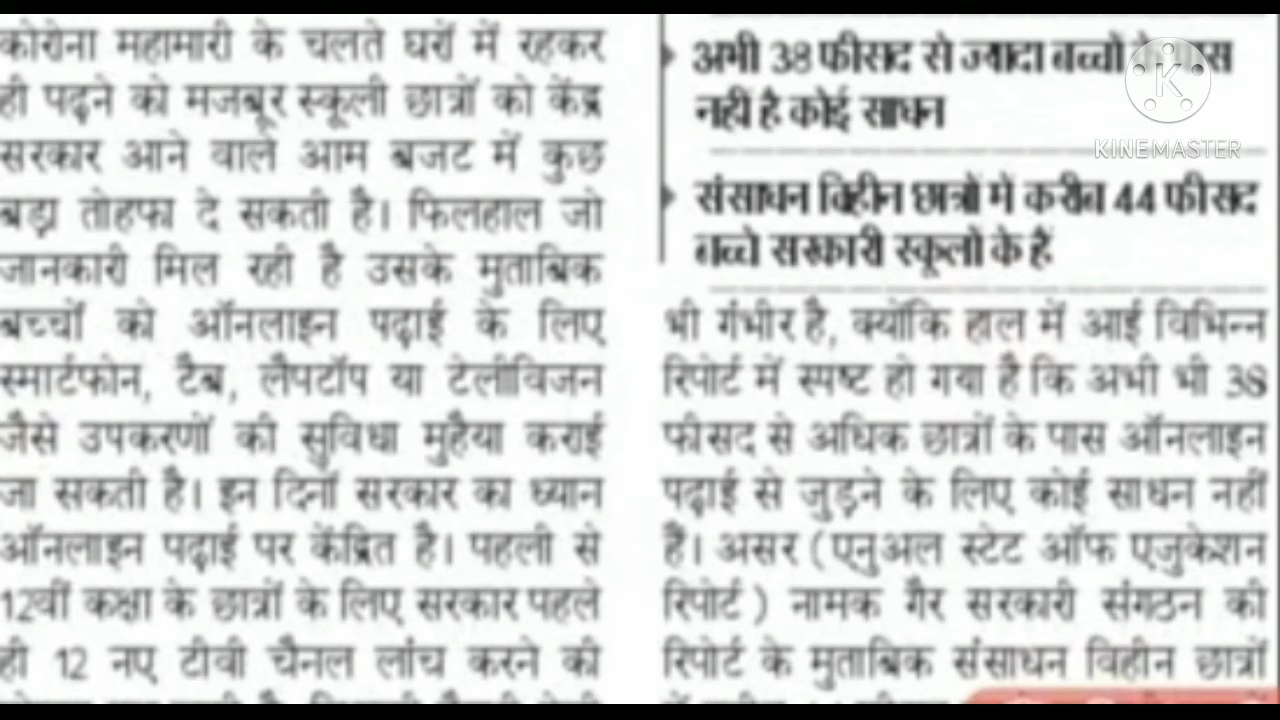 कोरोना महामारी के चलते घरों में रहकर
ही पढ़ने को मजबूर स्कूली छात्रों को केंद्र
सरकार आने वाले आम बजट में कुछ
बड़ा तोहफा दे सकती है। फिलहाल जो
जानकारी मिल रही है उसके मुताबिक
बच्चों को ऑनलाइन पढ़ाई के लिए
स्मार्टफोन, टैब, लैपटॉप या टेलीविजन
जैसे उपकरणों की सुविधा मुहैया कराई
जा सकती है। इन दिनों सरकार का ध्यान
ऑनलाइन पढ़ाई पर केंद्रित है। पहली से
12वीं कक्षा के छात्रों के लिए सरकार पहले
ही 12 नए टीवी चैनल लांच करने की
अभी 38 फीसद से ज्यादा बच्चों
नहीं है कोई साधन
संसाधन विहीन छात्रों में करीब 44 फीसद
बच्चे सरकारी स्कूलों के हैं
भी गंभीर है, क्योंकि हाल में आई विभिन्न
रिपोर्ट में स्पष्ट हो गया है कि अभी भी 38
फीसद से अधिक छात्रों के पास ऑनलाइन
पढ़ाई से जुड़ने के लिए कोई साधन नहीं
है। असर (एनुअल स्टेट ऑफ एजुकेशन
रिपोर्ट) नामक गैर सरकारी संगठन की
रिपोर्ट के मुताबिक संसाधन विहीन छात्रों
K
KINEMASTER